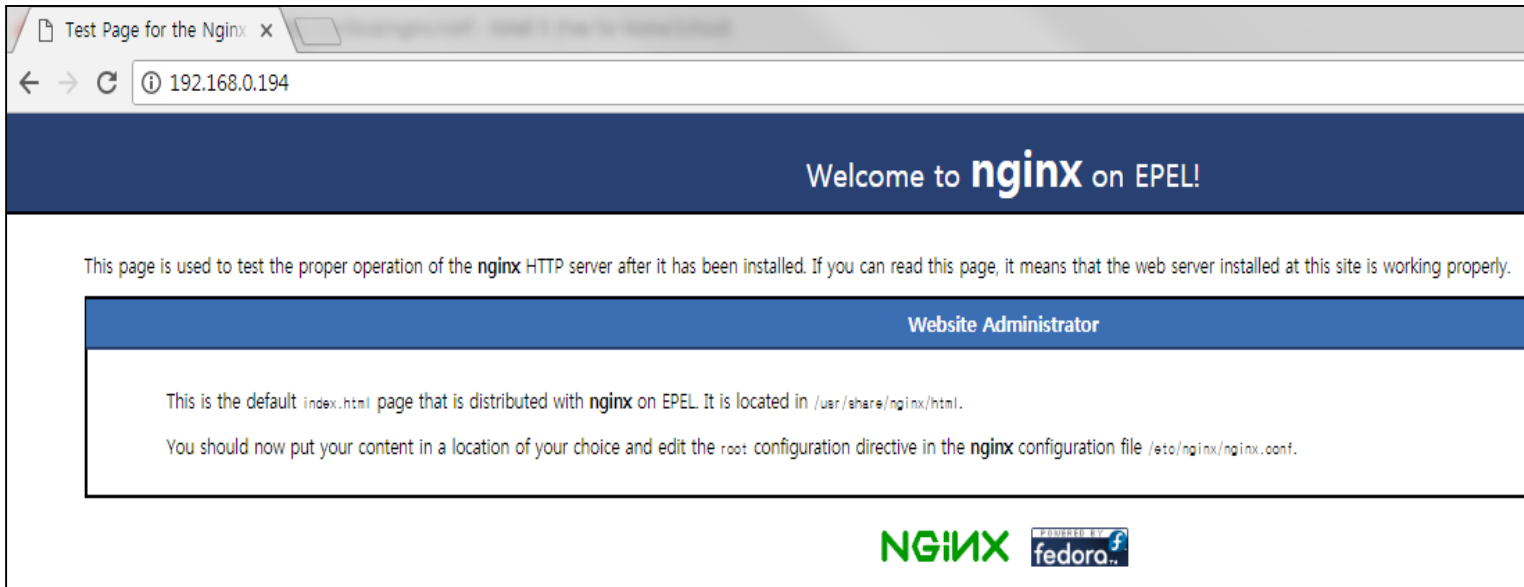 Test Page for the Nginx
192.168.0.194
Welcome to nginx on EPEL!
This page is used to test the proper operation of the nginx HTTP server after it has been installed. If you can read this page, it means that the web server installed at this site is working properly.
Website Administrator
This is the default index.html page that is distributed with nginx on EPEL. It is located in /usr/share/nginx/html.
You should now put your content in a location of your choice and edit the root configuration directive in the nginx configuration file /etc/nginx/nginx.conf.
NGINX
POWERED BY
fedora